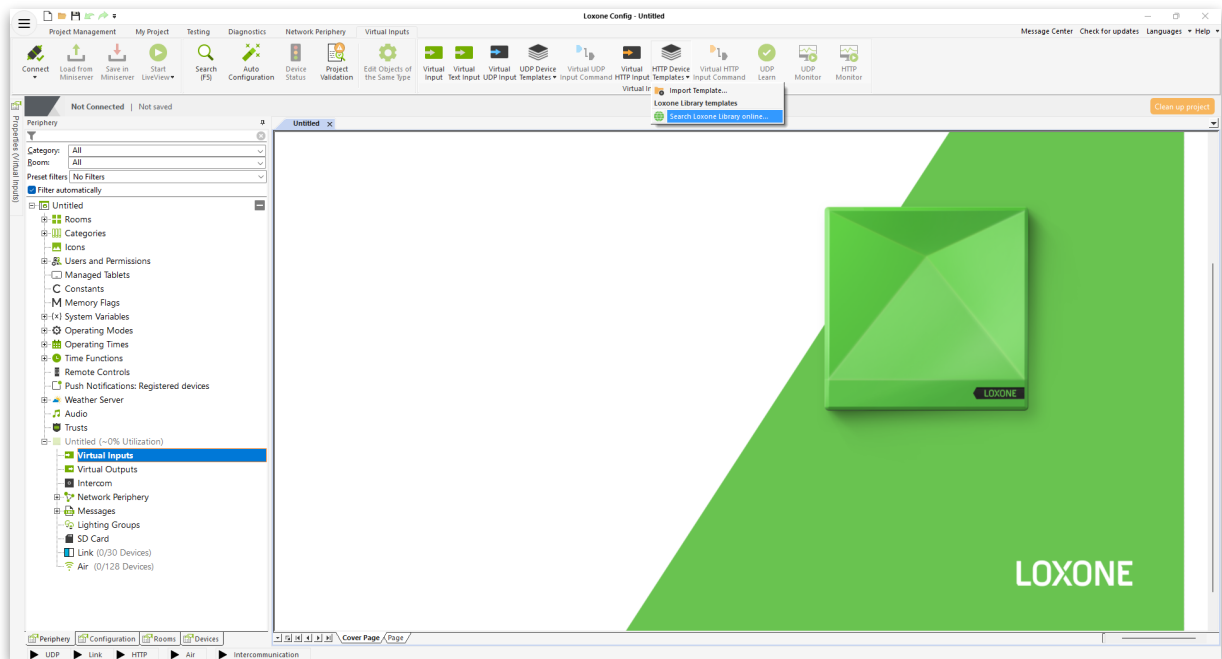 Loxone Config - Untitled
Project Management My Project Testing Diagnostics Network Periphery Virtual Inputs Message Center Check for updates Languages Help
Connect Load from Miniserver Save in Miniserver Start LiveView Search (F5) Auto Configuration Device Status Project Validation Edit Objects of the Same Type Virtual Input Virtual Text Input Virtual UDP Input UDP Device Templates Virtual UDP Input Command Virtual HTTP Input HTTP Device Templates Virtual HTTP Input Command UDP Learn UDP Monitor HTTP Monitor
Virtual In
Import Template...
Loxone Library templates
Search Loxone Library online...
Not Connected | Not saved
Clean up project
Properties (Virtual Inputs)
Periphery
Untitled
Category: All
Room: All
Preset filters No Filters
Filter automatically
Untitled
Rooms
Categories
Icons
Users and Permissions
Managed Tablets
Constants
Memory Flags
System Variables
Operating Modes
Operating Times
Time Functions
Remote Controls
Push Notifications: Registered devices
Weather Server
Audio
Trusts
Untitled (~0% Utilization)
Virtual Inputs
Virtual Outputs
Intercom
Network Periphery
Messages
Lighting Groups
SD Card
Link (0/30 Devices)
Air (0/128 Devices)
LOXONE
LOXONE
Periphery Configuration Rooms Devices
Cover Page Page
UDP Link HTTP Air Intercommunication